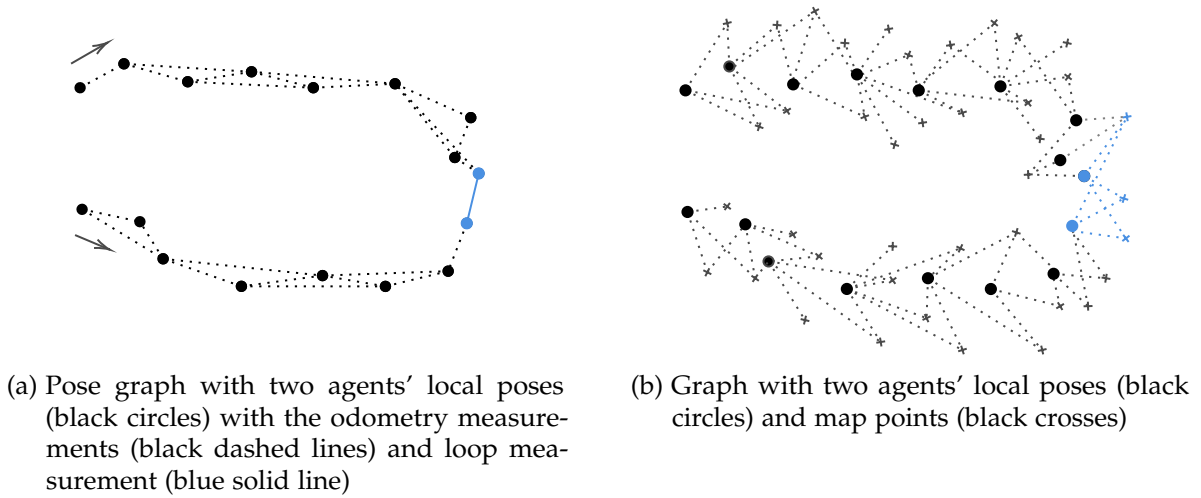 (a) Pose graph with two agents' local poses
(black circles) with the odometry measure-
ments (black dashed lines) and loop mea-
surement (blue solid line)
(b) Graph with two agents' local poses (black
circles) and map points (black crosses)